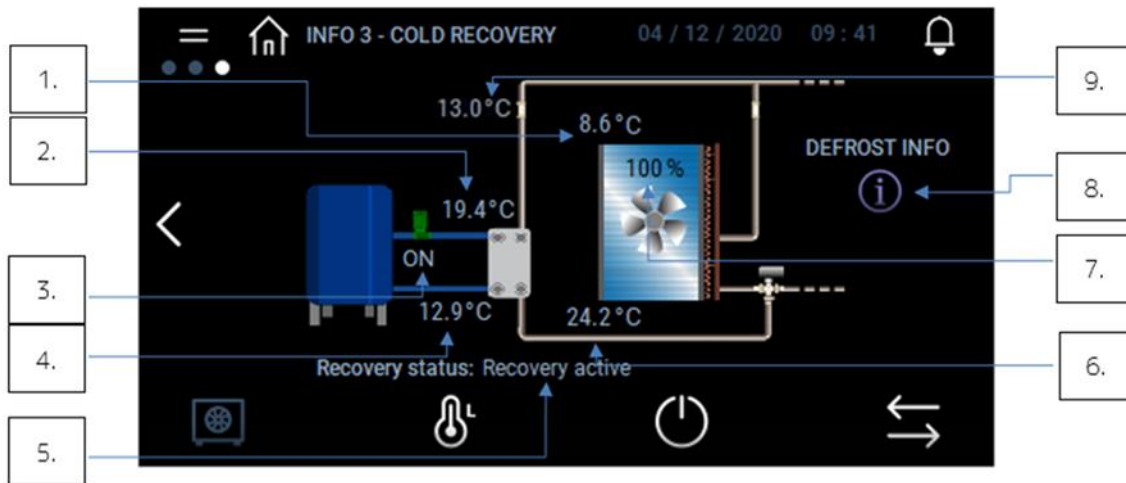 INFO 3 - COLD RECOVERY 04 / 12 / 2020 09 : 41
1.
9.
13.0°C
8.6°C
2.
DEFROST INFO
100 %
i
8.
19.4°C
ON
7.
3.
12.9°C
24.2°C
4.
Recovery status: Recovery active
6.
L
5.